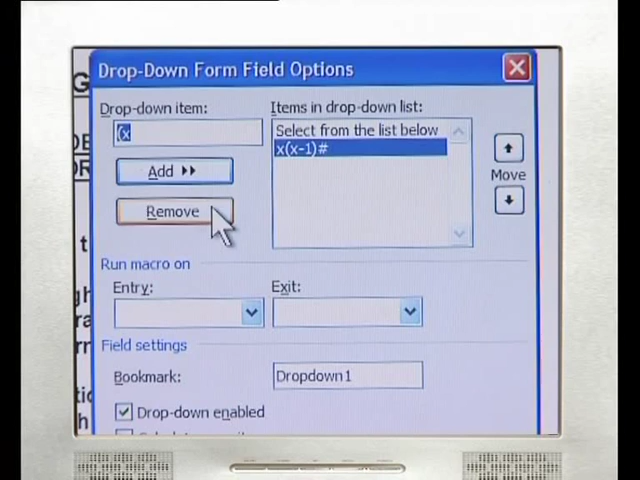 Drop-Down Form Field Options
Drop-down item:
Items in drop-down list:
(x
Select from the list below
x(x-1)#
Add
Remove
Move
Run macro on
Entry:
Exit:
Field settings
Bookmark:
Dropdown1
Drop-down enabled